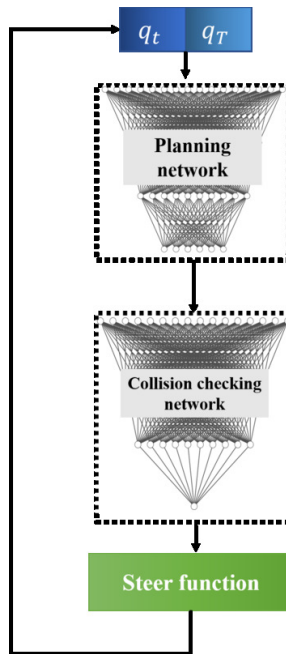 q_t q_T
Planning
network
Collision checking
network
Steer function